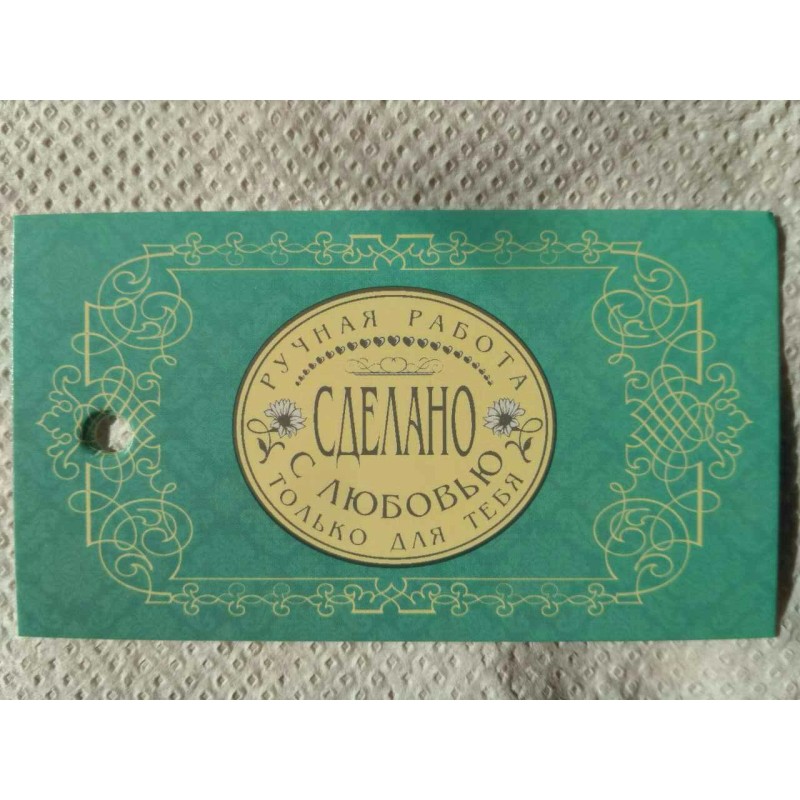 РУЧНАЯ РАБОТА
СДЕЛАНО
С ЛЮБОВЬЮ
ТОЛЬКО ДЛЯ ТЕБЯ